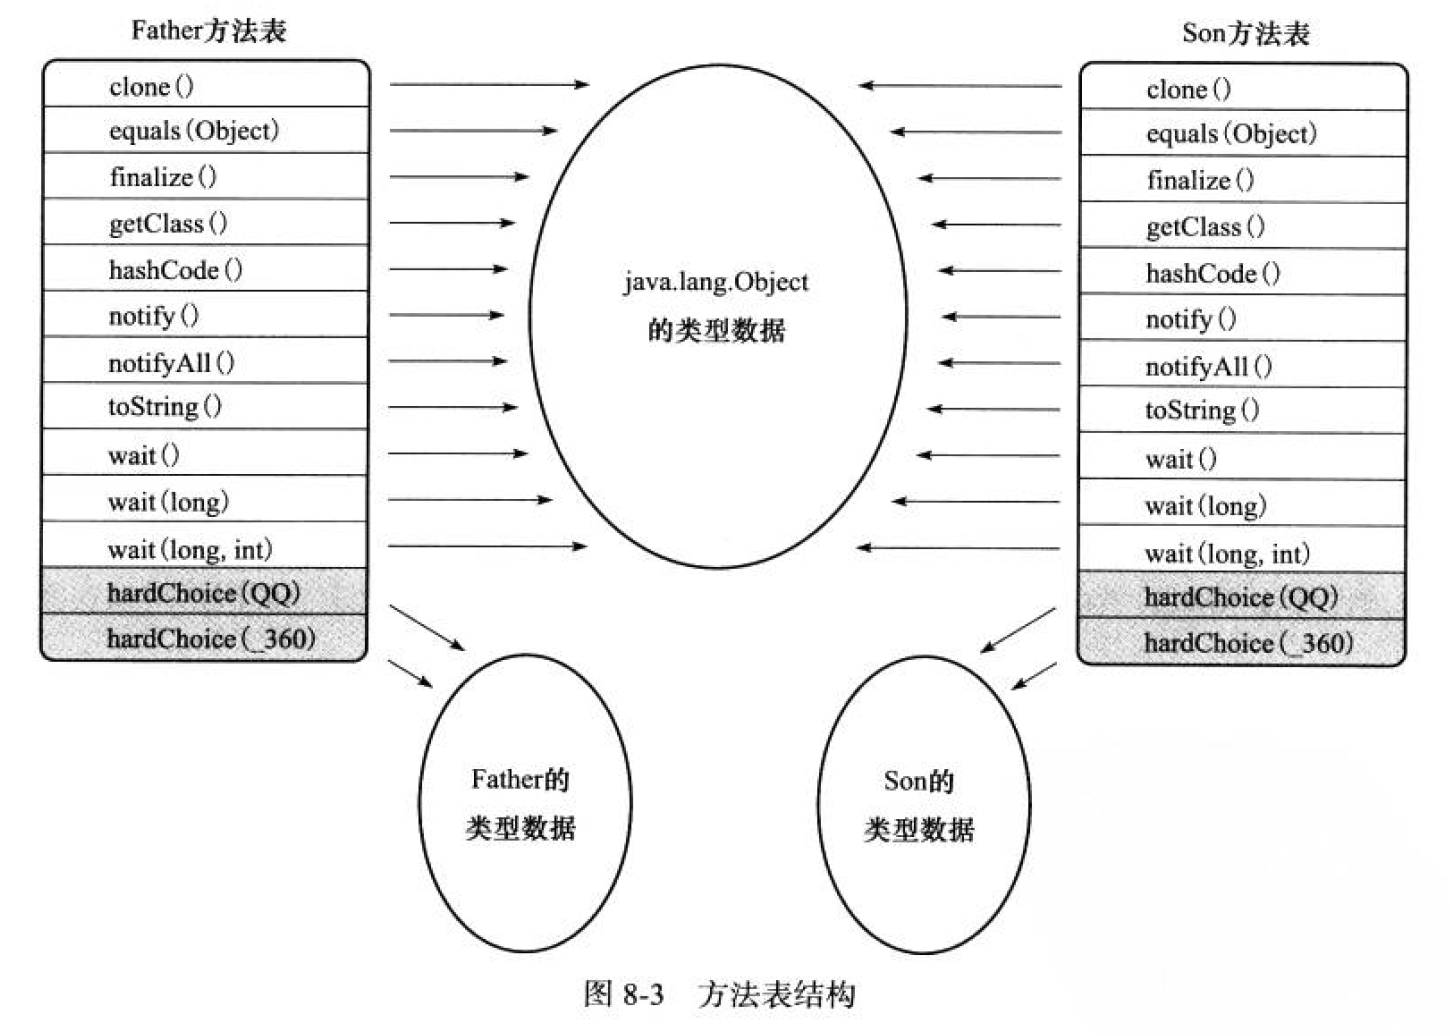 Father方法表
clone()
equals(Object)
finalize()
getClass()
hashCode()
notify()
notifyAll()
toString()
wait()
wait(long)
wait(long, int)
hardChoice(QQ)
hardChoice(_360)
java.lang.Object
的类型数据
Father的
类型数据
Son的
类型数据
Son方法表
clone()
equals(Object)
finalize()
getClass()
hashCode()
notify()
notifyAll()
toString()
wait()
wait(long)
wait(long, int)
hardChoice(QQ)
hardChoice(_360)
图 8-3 方法表结构